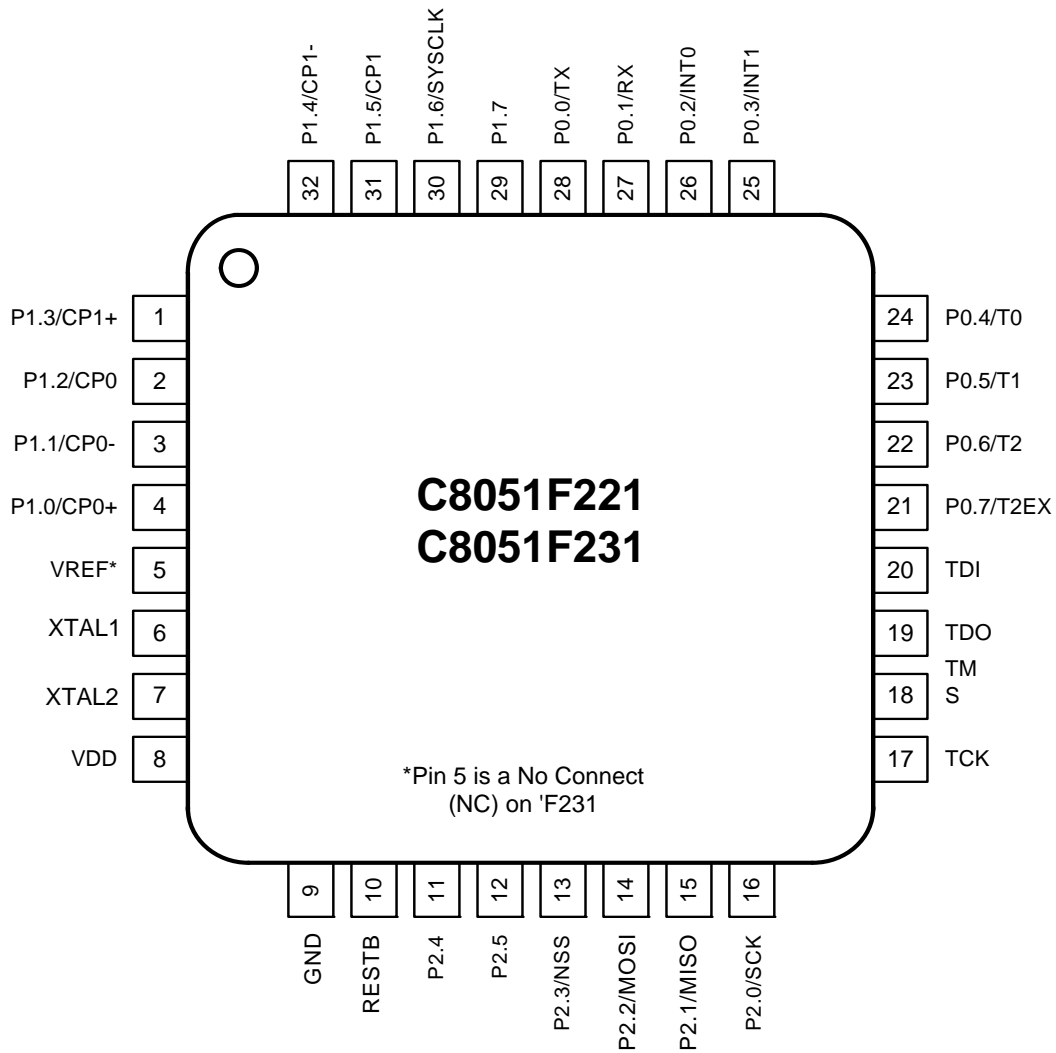 P1.4/CP1-
P1.5/CP1
P1.6/SYSCLK
P1.7
P0.0/TX
P0.1/RX
P0.2/INT0
P0.3/INT1
32
31
30
29
28
27
26
25
P1.3/CP1+ 1
P1.2/CP0 2
P1.1/CP0- 3
P1.0/CP0+ 4
VREF* 5
XTAL1 6
XTAL2 7
VDD 8
C8051F221
C8051F231
*Pin 5 is a No Connect
(NC) on 'F231
24 P0.4/T0
23 P0.5/T1
22 P0.6/T2
21 P0.7/T2EX
20 TDI
19 TDO
TM
18 S
17 TCK
9
10
11
12
13
14
15
16
GND
RESTB
P2.4
P2.5
P2.3/NSS
P2.2/MOSI
P2.1/MISO
P2.0/SCK